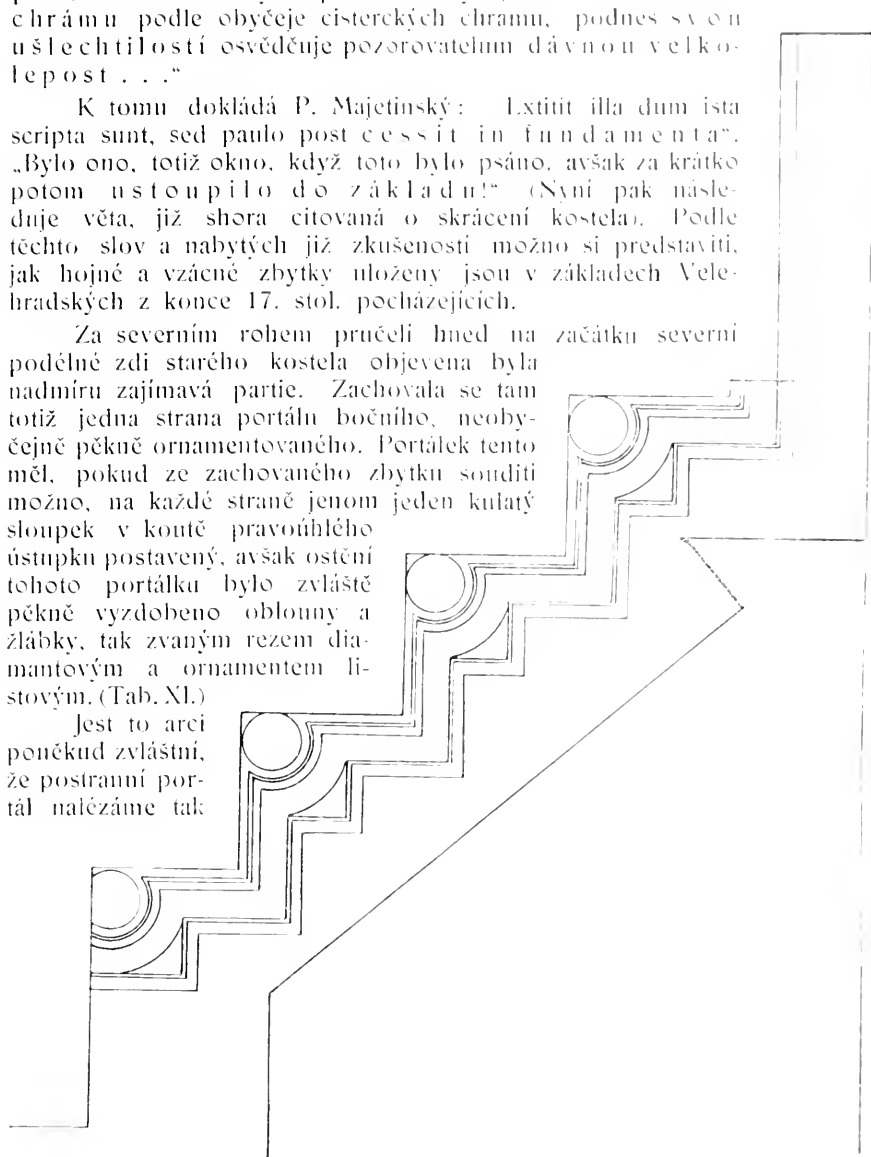 chrámu podle obyčeje cisterckých chrámu, podnes svou
ušlechtilostí osvědčuje pozorovatelum dávnou velko-
lepost . . .“
K tomu dokládá P. Majetinský: Extitit illa dum ista
scripta sunt, sed paulo post cessit in fundamenta“.
„Bylo ono, totiž okno, když toto bylo psáno, avšak za krátko
potom ustoupilo do základu!“ (Nyní pak násle-
duje věta, již shora citovaná o skrácení kostela). Podle
těchto slov a nabytých již zkušeností možno si představiti,
jak hojné a vzácné zbytky uloženy jsou v základech Vele-
hradských z konce 17. stol. pocházejících.
Za severním rohem pručelí hned na začátku severní
podélné zdi starého kostela objevena byla
nadmíru zajímavá partie. Zachovala se tam
totiž jedna strana portálu bočního, neoby-
čejně pěkně ornamentovaného. Portálek tento
měl, pokud ze zachovaného zbytku souditi
možno, na každé straně jenom jeden kulatý
sloupek v koutě pravoúhlého
ústupku postavený, avšak ostění
tohoto portálku bylo zvláště
pěkně vyzdobeno oblouny a
žlábky, tak zvaným rezem dia-
mantovým a ornamentem li-
stovým. (Tab. XI.)
Jest to arci
poněkud zvláštní,
že postranní por-
tál nalézáme tak